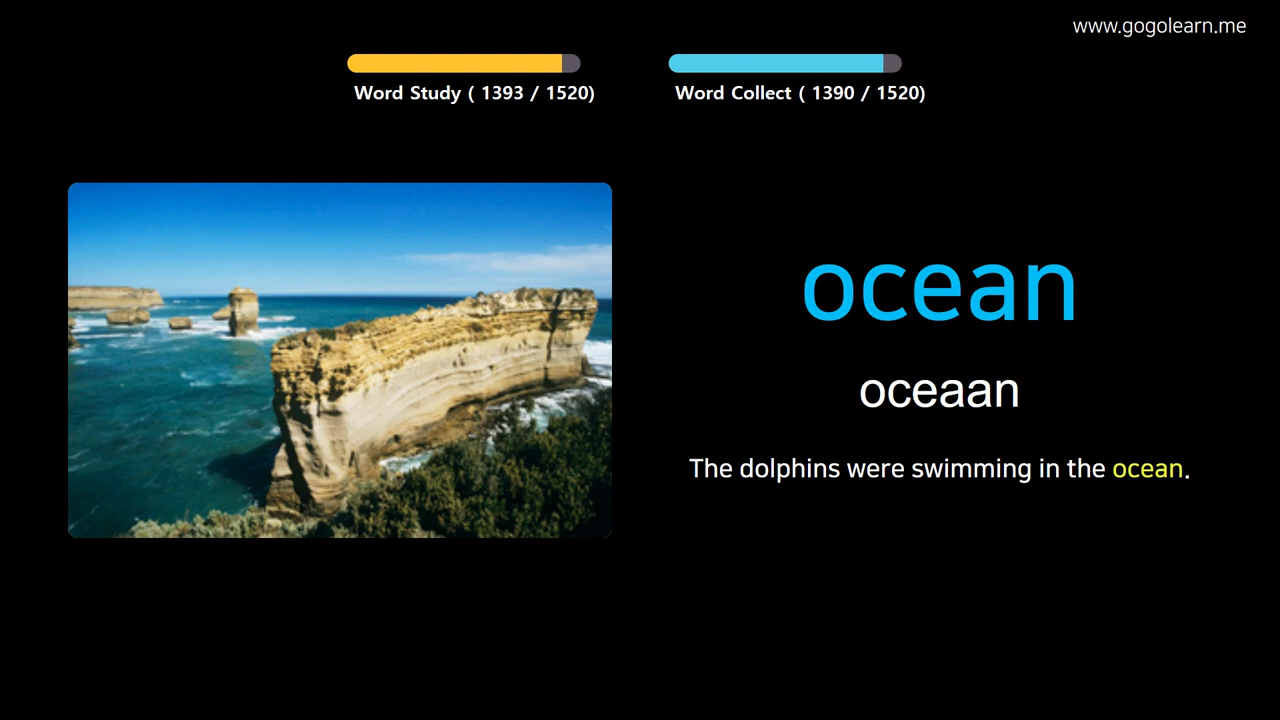 www.gogolearn.me
Word Study ( 1393 / 1520)
Word Collect ( 1390 / 1520)
ocean
oceaan
The dolphins were swimming in the ocean.